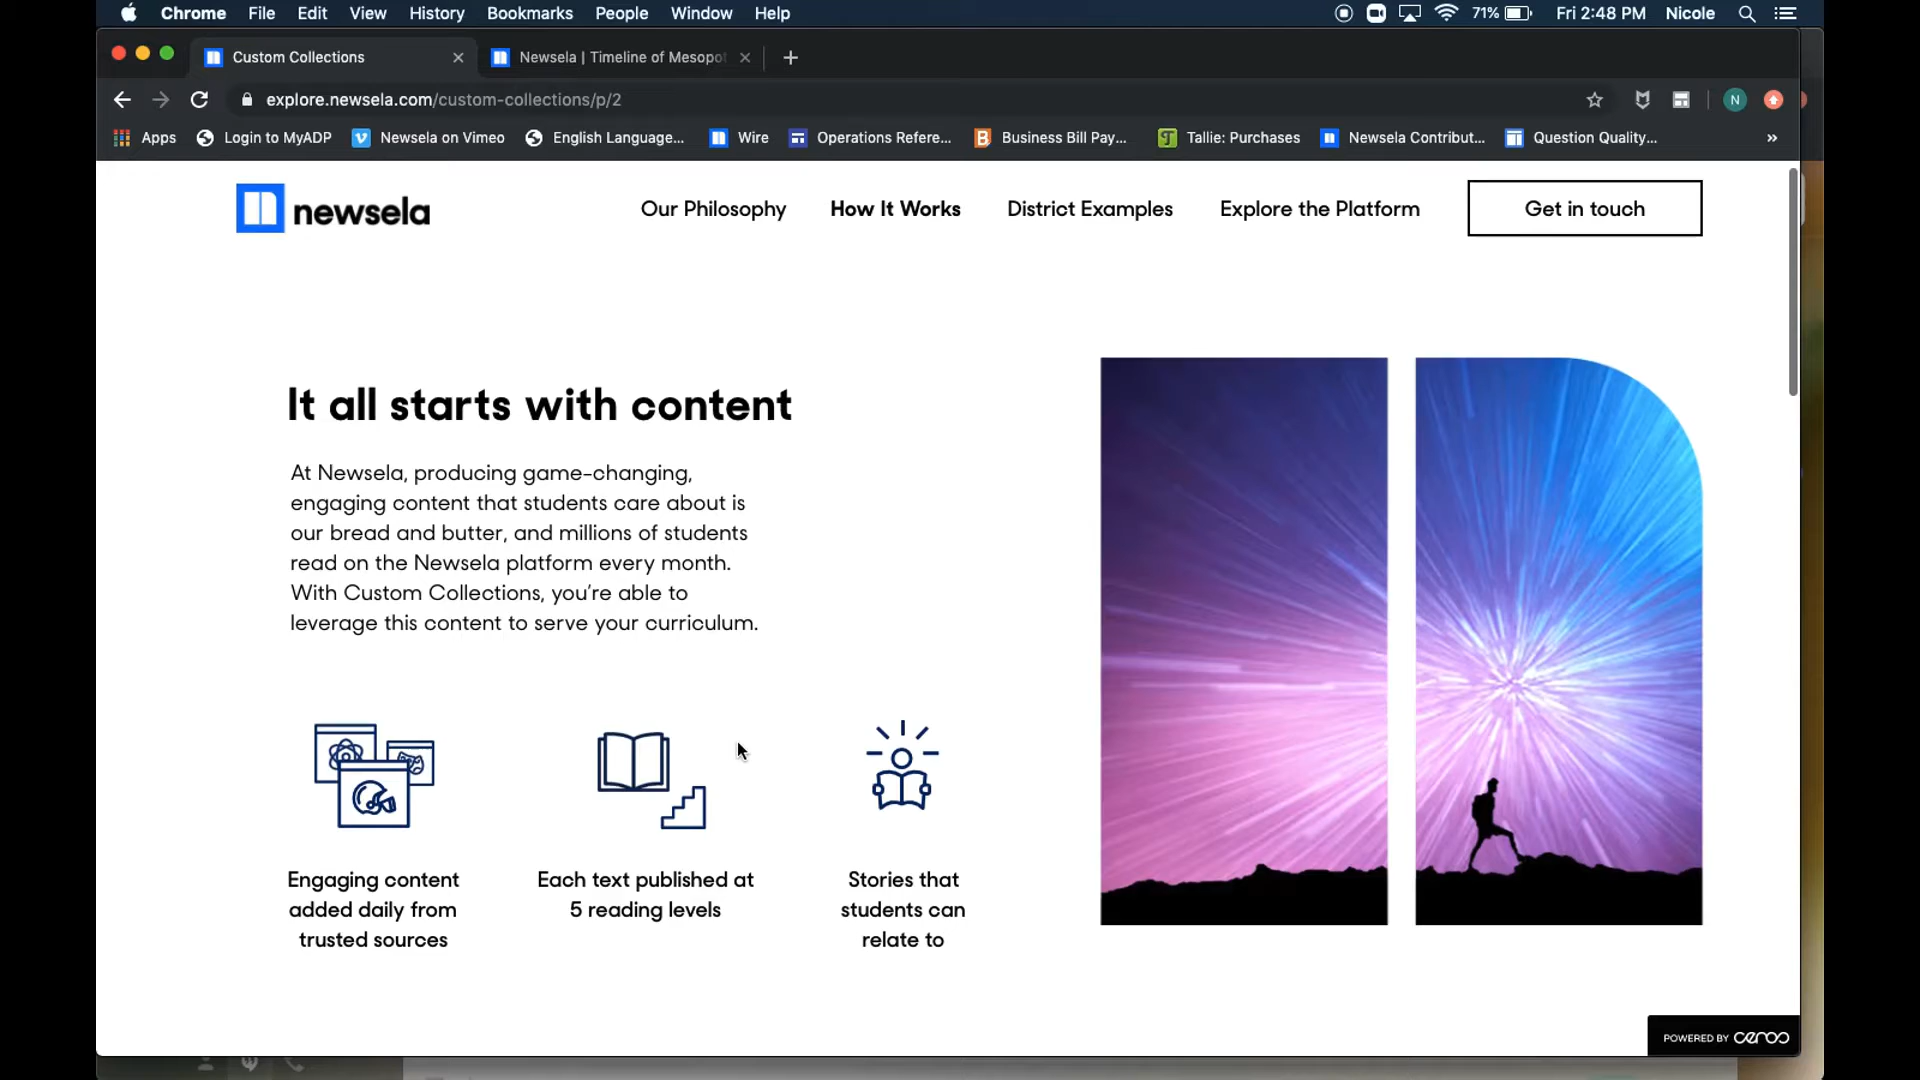 Chrome File Edit View History Bookmarks People Window Help 71% Fri 2:48 PM Nicole
Custom Collections Newsela | Timeline of Mesopot
explore.newsela.com/custom-collections/p/2 N
Apps Login to MyADP Newsela on Vimeo English Language... Wire Operations Refere... Business Bill Pay... Tallie: Purchases Newsela Contribut... Question Quality... »
newsela Our Philosophy How It Works District Examples Explore the Platform Get in touch
It all starts with content
At Newsela, producing game-changing,
engaging content that students care about is
our bread and butter, and millions of students
read on the Newsela platform every month.
With Custom Collections, you're able to
leverage this content to serve your curriculum.
Engaging content
added daily from
trusted sources
Each text published at
5 reading levels
Stories that
students can
relate to
POWERED BY ceros